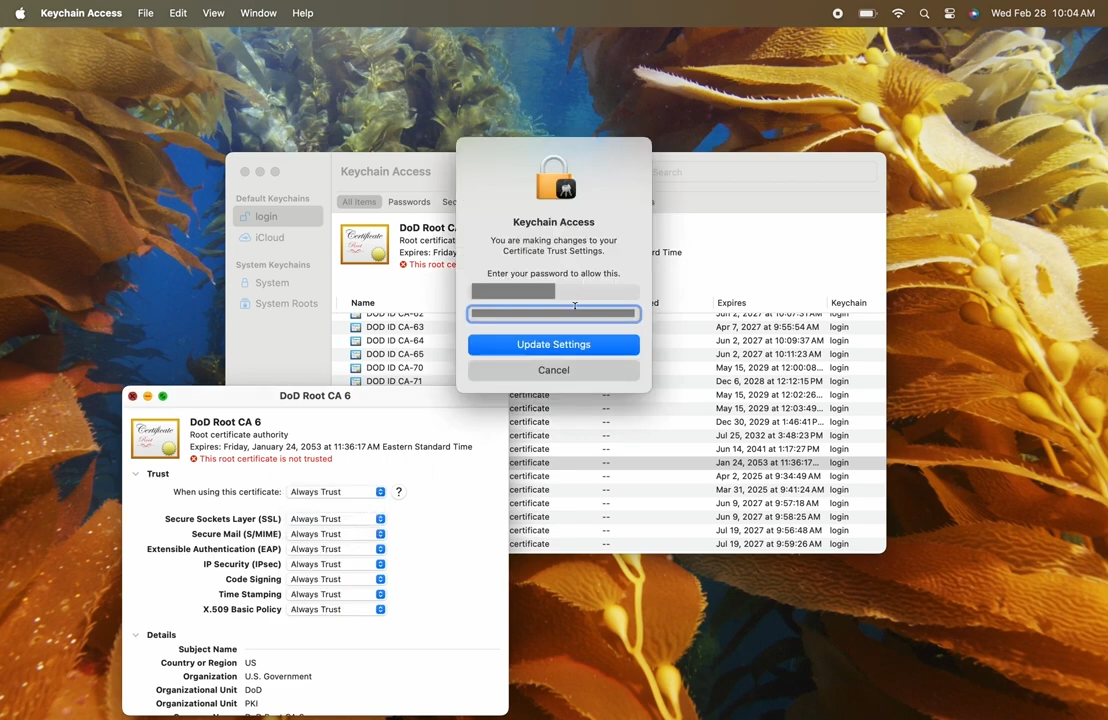 Keychain Access File Edit View Window Help Wed Feb 28 10:04 AM
Keychain Access
Search
Default Keychains
login
iCloud
System Keychains
System
System Roots
All Items Passwords Sec
DoD Root C
Root certificat
Expires: Friday rd Time
This root ce
Name Expires Keychain
DOD ID CA-62 Jun 2, 2027 at 10:07:31 AM login
DOD ID CA-63 Apr 7, 2027 at 9:55:54 AM login
DOD ID CA-64 Jun 2, 2027 at 10:09:37 AM login
DOD ID CA-65 Jun 2, 2027 at 10:11:23 AM login
DOD ID CA-70 May 15, 2029 at 12:00:08... login
DOD ID CA-71 Dec 6, 2028 at 12:12:15 PM login
certificate -- May 15, 2029 at 12:02:26... login
certificate -- May 15, 2029 at 12:03:49... login
certificate -- Dec 30, 2029 at 1:46:41 P... login
certificate -- Jul 25, 2032 at 3:48:23 PM login
certificate -- Jun 14, 2041 at 1:17:27 PM login
certificate -- Jan 24, 2053 at 11:36:17... login
certificate -- Apr 2, 2025 at 9:34:49 AM login
certificate -- Mar 31, 2025 at 9:41:24 AM login
certificate -- Jun 9, 2027 at 9:57:18 AM login
certificate -- Jun 9, 2027 at 9:58:25 AM login
certificate -- Jul 19, 2027 at 9:56:48 AM login
certificate -- Jul 19, 2027 at 9:59:26 AM login
Keychain Access
You are making changes to your
Certificate Trust Settings.
Enter your password to allow this.
Update Settings
Cancel
DoD Root CA 6
Certificate
Root
DoD Root CA 6
Root certificate authority
Expires: Friday, January 24, 2053 at 11:36:17 AM Eastern Standard Time
This root certificate is not trusted
Trust
When using this certificate: Always Trust ?
Secure Sockets Layer (SSL) Always Trust
Secure Mail (S/MIME) Always Trust
Extensible Authentication (EAP) Always Trust
IP Security (IPsec) Always Trust
Code Signing Always Trust
Time Stamping Always Trust
X.509 Basic Policy Always Trust
Details
Subject Name
Country or Region US
Organization U.S. Government
Organizational Unit DoD
Organizational Unit PKI